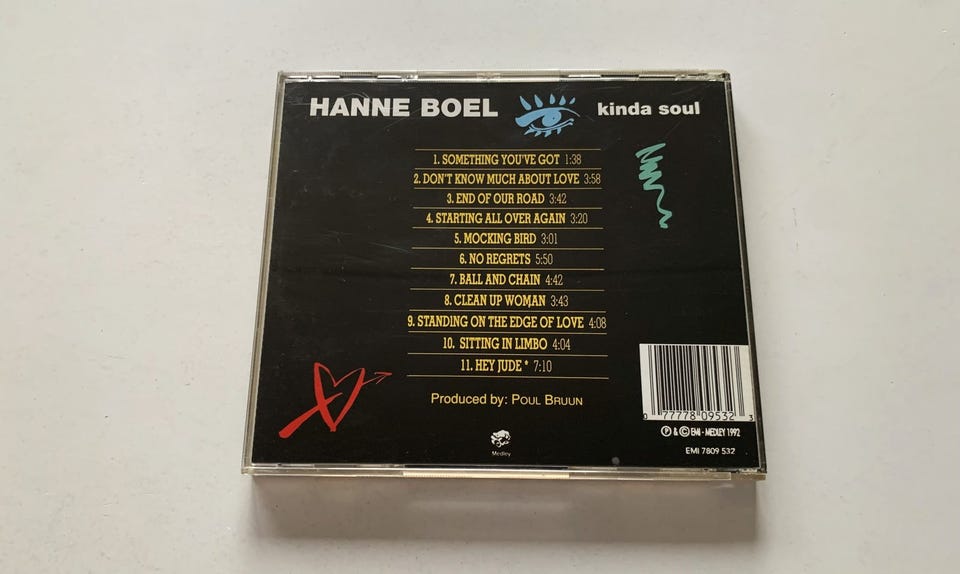 HANNE BOEL kinda soul
1. SOMETHING YOU'VE GOT 1:38
2. DON'T KNOW MUCH ABOUT LOVE 3:58
3. END OF OUR ROAD 3:42
4. STARTING ALL OVER AGAIN 3:20
5. MOCKING BIRD 3:01
6. NO REGRETS 5:50
7. BALL AND CHAIN 4:42
8. CLEAN UP WOMAN 3:43
9. STANDiNG ON THE EDGE OF LOVE 4:08
10. SITTING IN LIMBO 4:04
11. HEY JUDE * 7:10
Produced by: POUL BRUUN
Medley
0 77778 09532 3
℗ & © EMI - MEDLEY 1992
EMI 7809 532